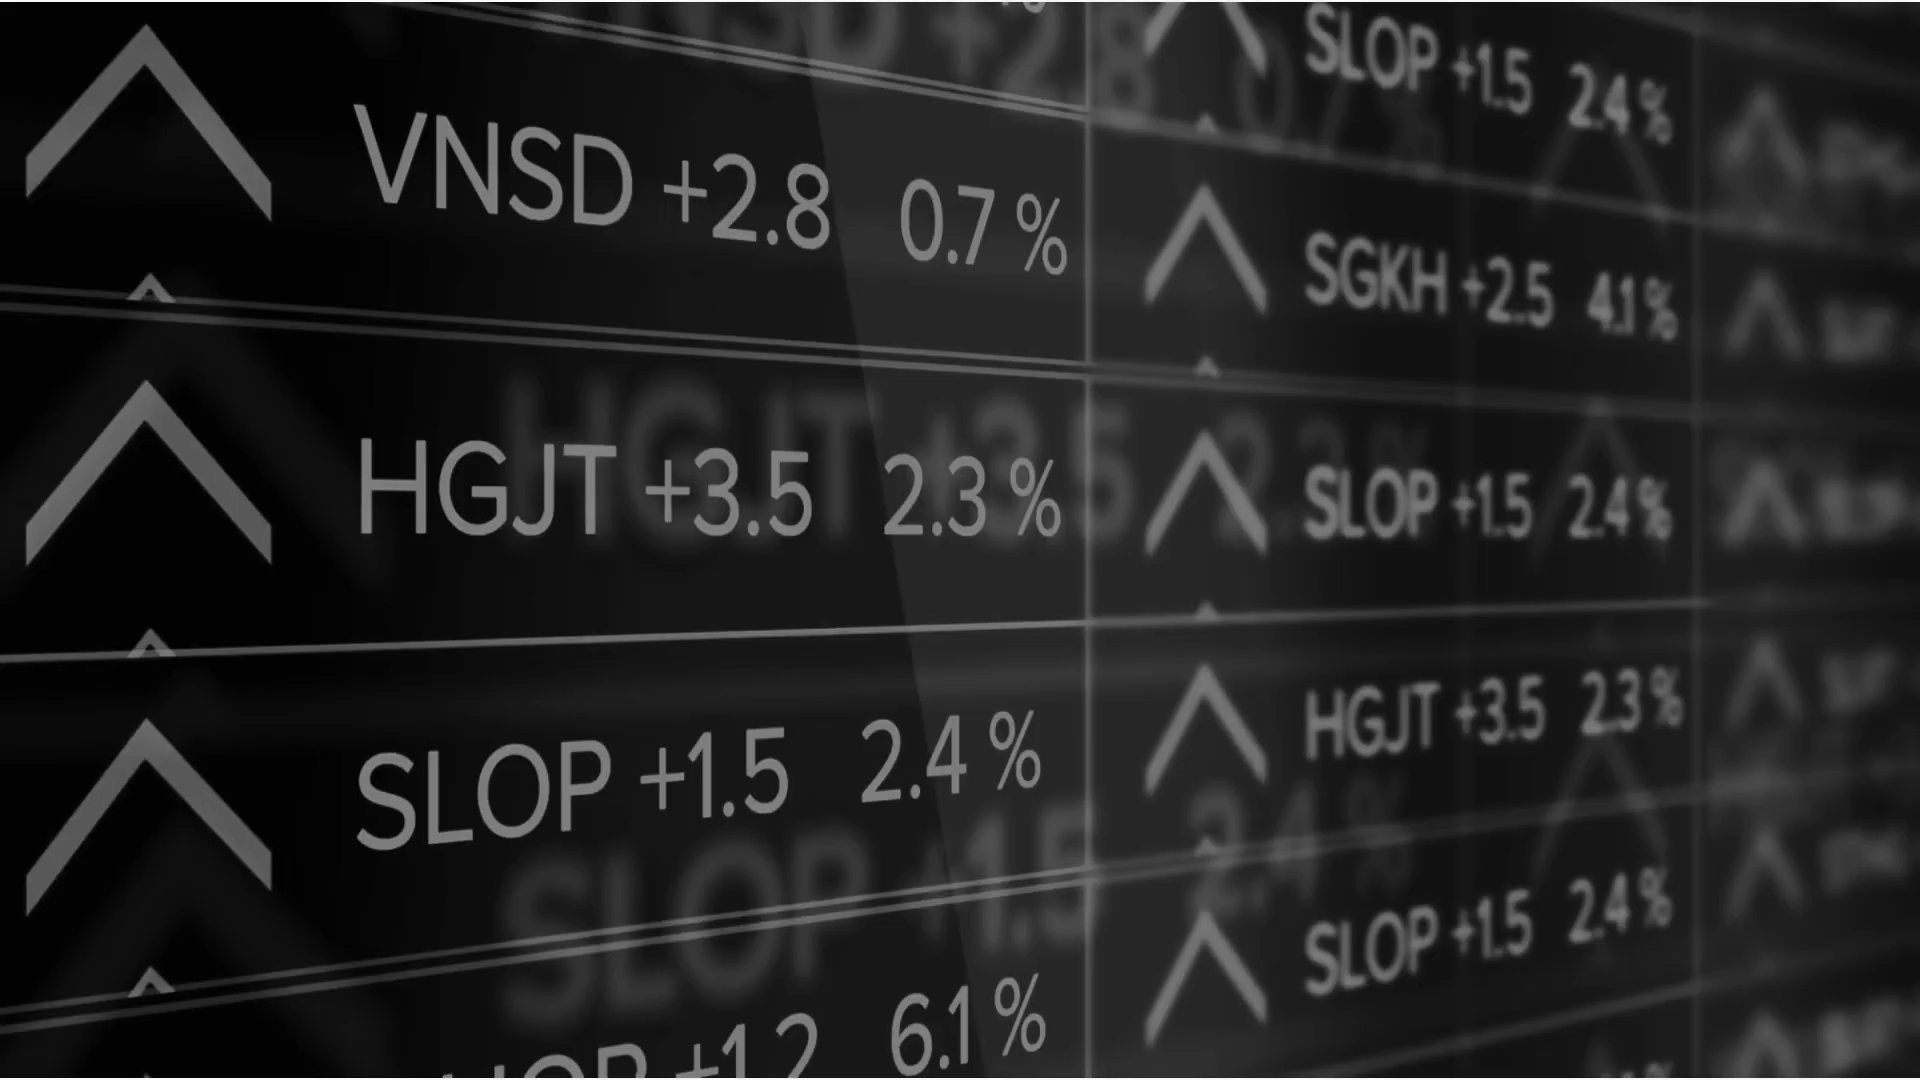 VNSD +2.8 0.7 %
HGJT +3.5 2.3 %
SLOP +1.5 2.4 %
+1.2 6.1 %
SLOP +1.5 2.4 %
SGKH +2.5 4.1 %
SLOP +1.5 2.4 %
HGJT +3.5 2.3 %
SLOP +1.5 2.4 %